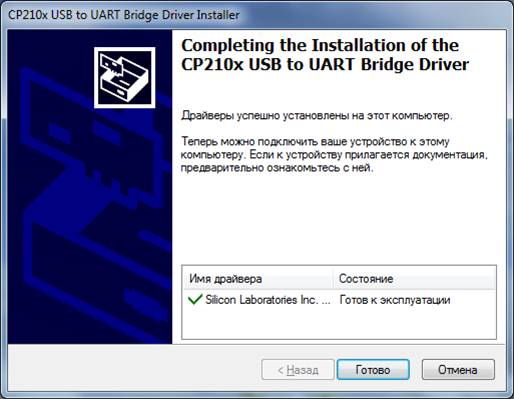 CP210x USB to UART Bridge Driver Installer
Completing the Installation of the
CP210x USB to UART Bridge Driver
Драйверы успешно установлены на этот компьютер.
Теперь можно подключить ваше устройство к этому
компьютеру. Если к устройству прилагается документация,
предварительно ознакомьтесь с ней.
Имя драйвера Состояние
Silicon Laboratories Inc. ... Готов к эксплуатации
< Назад Готово Отмена